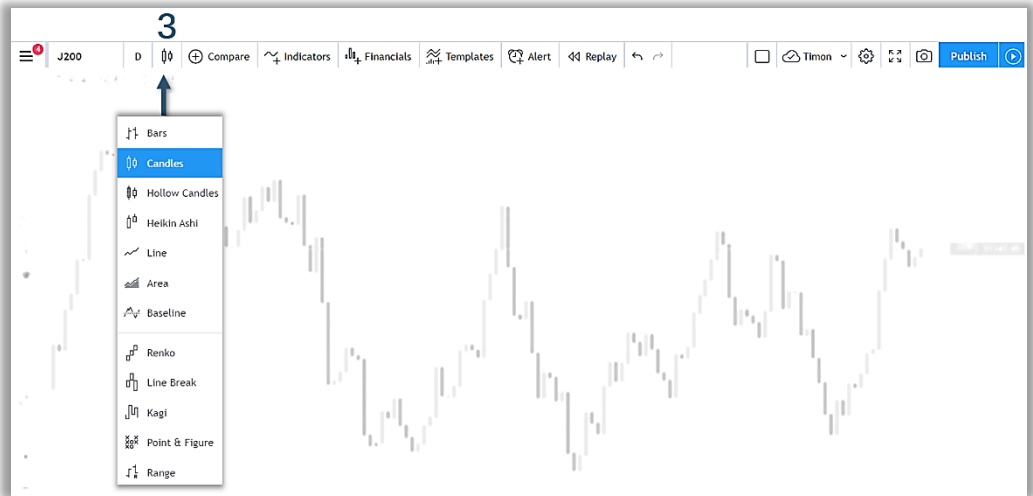 3
4
J200 D Compare Indicators Financials Templates Alert Replay Timon Publish
Bars
Candles
Hollow Candles
Heikin Ashi
Line
Area
Baseline
Renko
Line Break
Kagi
Point & Figure
Range